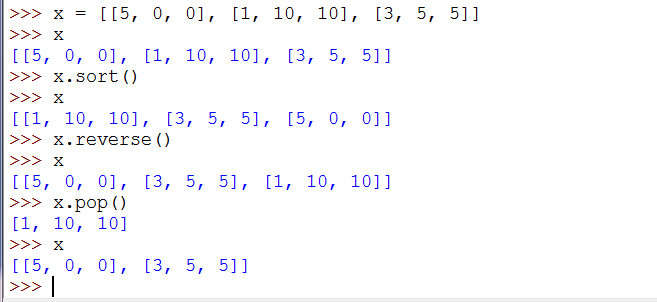 >>> x = [[5, 0, 0], [1, 10, 10], [3, 5, 5]]
>>> x
[[5, 0, 0], [1, 10, 10], [3, 5, 5]]
>>> x.sort()
>>> x
[[1, 10, 10], [3, 5, 5], [5, 0, 0]]
>>> x.reverse()
>>> x
[[5, 0, 0], [3, 5, 5], [1, 10, 10]]
>>> x.pop()
[1, 10, 10]
>>> x
[[5, 0, 0], [3, 5, 5]]
>>>